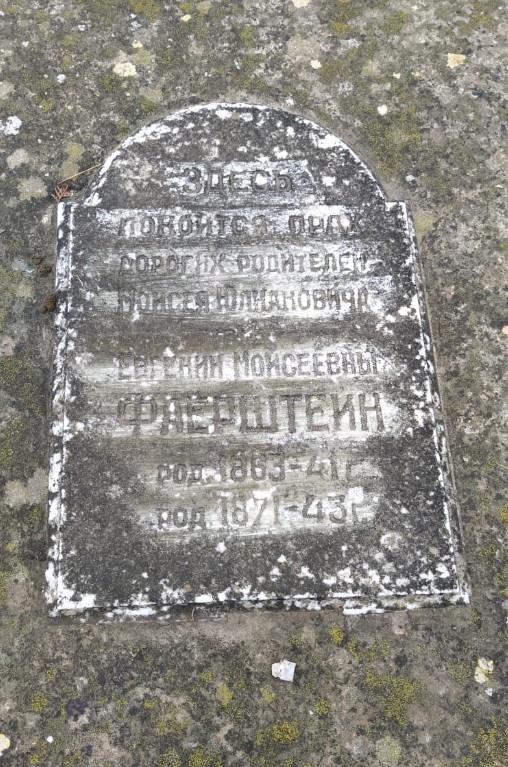 ЗДЕСЬ
ПОКОИТСЯ ПРАХ
ДОРОГИХ РОДИТЕЛЕЙ
МОИСЕЯ ЮЛИАНОВИЧА
ЕВГЕНИИ МОИСЕЕВНЫ
ФАЕРШТЕЙН
РОД. 1863-41 Г.
РОД. 1871-43 Г.